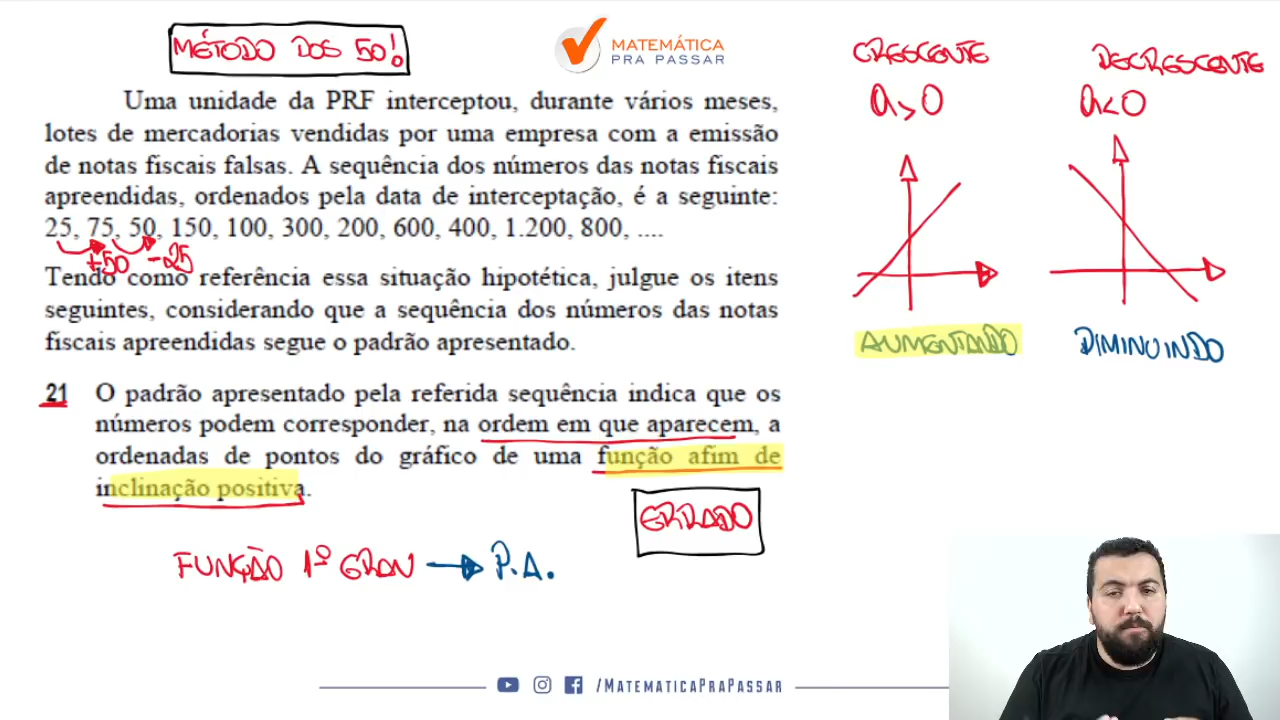 MÉTODO DOS 50!
MATEMÁTICA
PRA PASSAR
CRESCENTE
DECRESCENTE
a>0
a<0
Uma unidade da PRF interceptou, durante vários meses,
lotes de mercadorias vendidas por uma empresa com a emissão
de notas fiscais falsas. A sequência dos números das notas fiscais
apreendidas, ordenados pela data de interceptação, é a seguinte:
25, 75, 50, 150, 100, 300, 200, 600, 400, 1.200, 800, ....
+50 -25
Tendo como referência essa situação hipotética, julgue os itens
seguintes, considerando que a sequência dos números das notas
fiscais apreendidas segue o padrão apresentado.
AUMENTANDO
DIMINUINDO
21 O padrão apresentado pela referida sequência indica que os
números podem corresponder, na ordem em que aparecem, a
ordenadas de pontos do gráfico de uma função afim de
inclinação positiva.
ERRADO
FUNÇÃO 1º GRAU → P.A.
/MATEMATICAPRAPASSAR